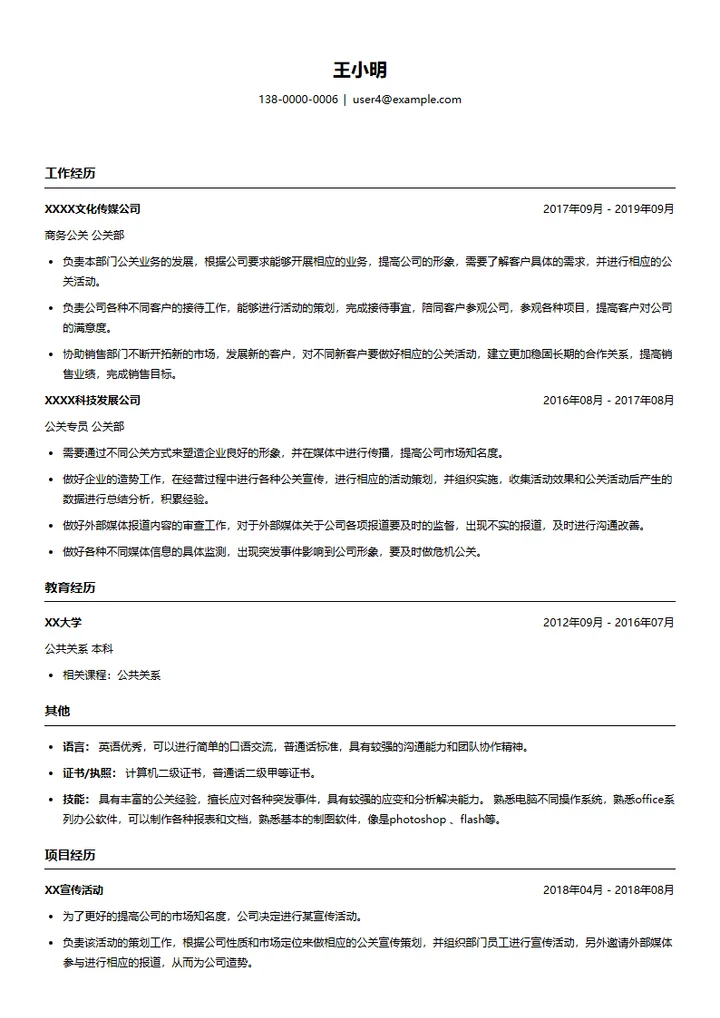 王小明
138-0000-0006 | user4@example.com
工作经历
XXXX文化传媒公司 2017年09月 - 2019年09月
商务公关 公关部
• 负责本部门公关业务的发展，根据公司要求能够开展相应的业务，提高公司的形象，需要了解客户具体的需求，并进行相应的公
关活动。
• 负责公司各种不同客户的接待工作，能够进行活动的策划，完成接待事宜，陪同客户参观公司，参观各种项目，提高客户对公司
的满意度。
• 协助销售部门不断开拓新的市场，发展新的客户，对不同新客户要做好相应的公关活动，建立更加稳固长期的合作关系，提高销
售业绩，完成销售目标。
XXXX科技发展公司 2016年08月 - 2017年08月
公关专员 公关部
• 需要通过不同公关方式来塑造企业良好的形象，并在媒体中进行传播，提高公司市场知名度。
• 做好企业的造势工作，在经营过程中进行各种公关宣传，进行相应的活动策划，并组织实施，收集活动效果和公关活动后产生的
数据进行总结分析，积累经验。
• 做好外部媒体报道内容的审查工作，对于外部媒体关于公司各项报道要及时的监督，出现不实的报道，及时进行沟通改善。
• 做好各种不同媒体信息的具体监测，出现突发事件影响到公司形象，要及时做危机公关。
教育经历
XX大学 2012年09月 - 2016年07月
公共关系 本科
• 相关课程：公共关系
其他
• 语言： 英语优秀，可以进行简单的口语交流，普通话标准，具有较强的沟通能力和团队协作精神。
• 证书/执照： 计算机二级证书，普通话二级甲等证书。
• 技能： 具有丰富的公关经验，擅长应对各种突发事件，具有较强的应变和分析解决能力。 熟悉电脑不同操作系统，熟悉office系
列办公软件，可以制作各种报表和文档，熟悉基本的制图软件，像是photoshop 、flash等。
项目经历
XX宣传活动 2018年04月 - 2018年08月
• 为了更好的提高公司的市场知名度，公司决定进行某宣传活动。
• 负责该活动的策划工作，根据公司性质和市场定位来做相应的公关宣传策划，并组织部门员工进行宣传活动，另外邀请外部媒体
参与进行相应的报道，从而为公司造势。